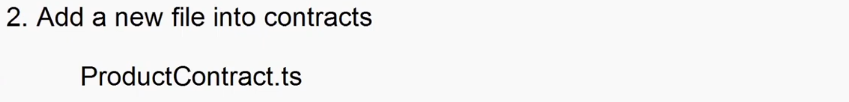 2. Add a new file into contracts
ProductContract.ts